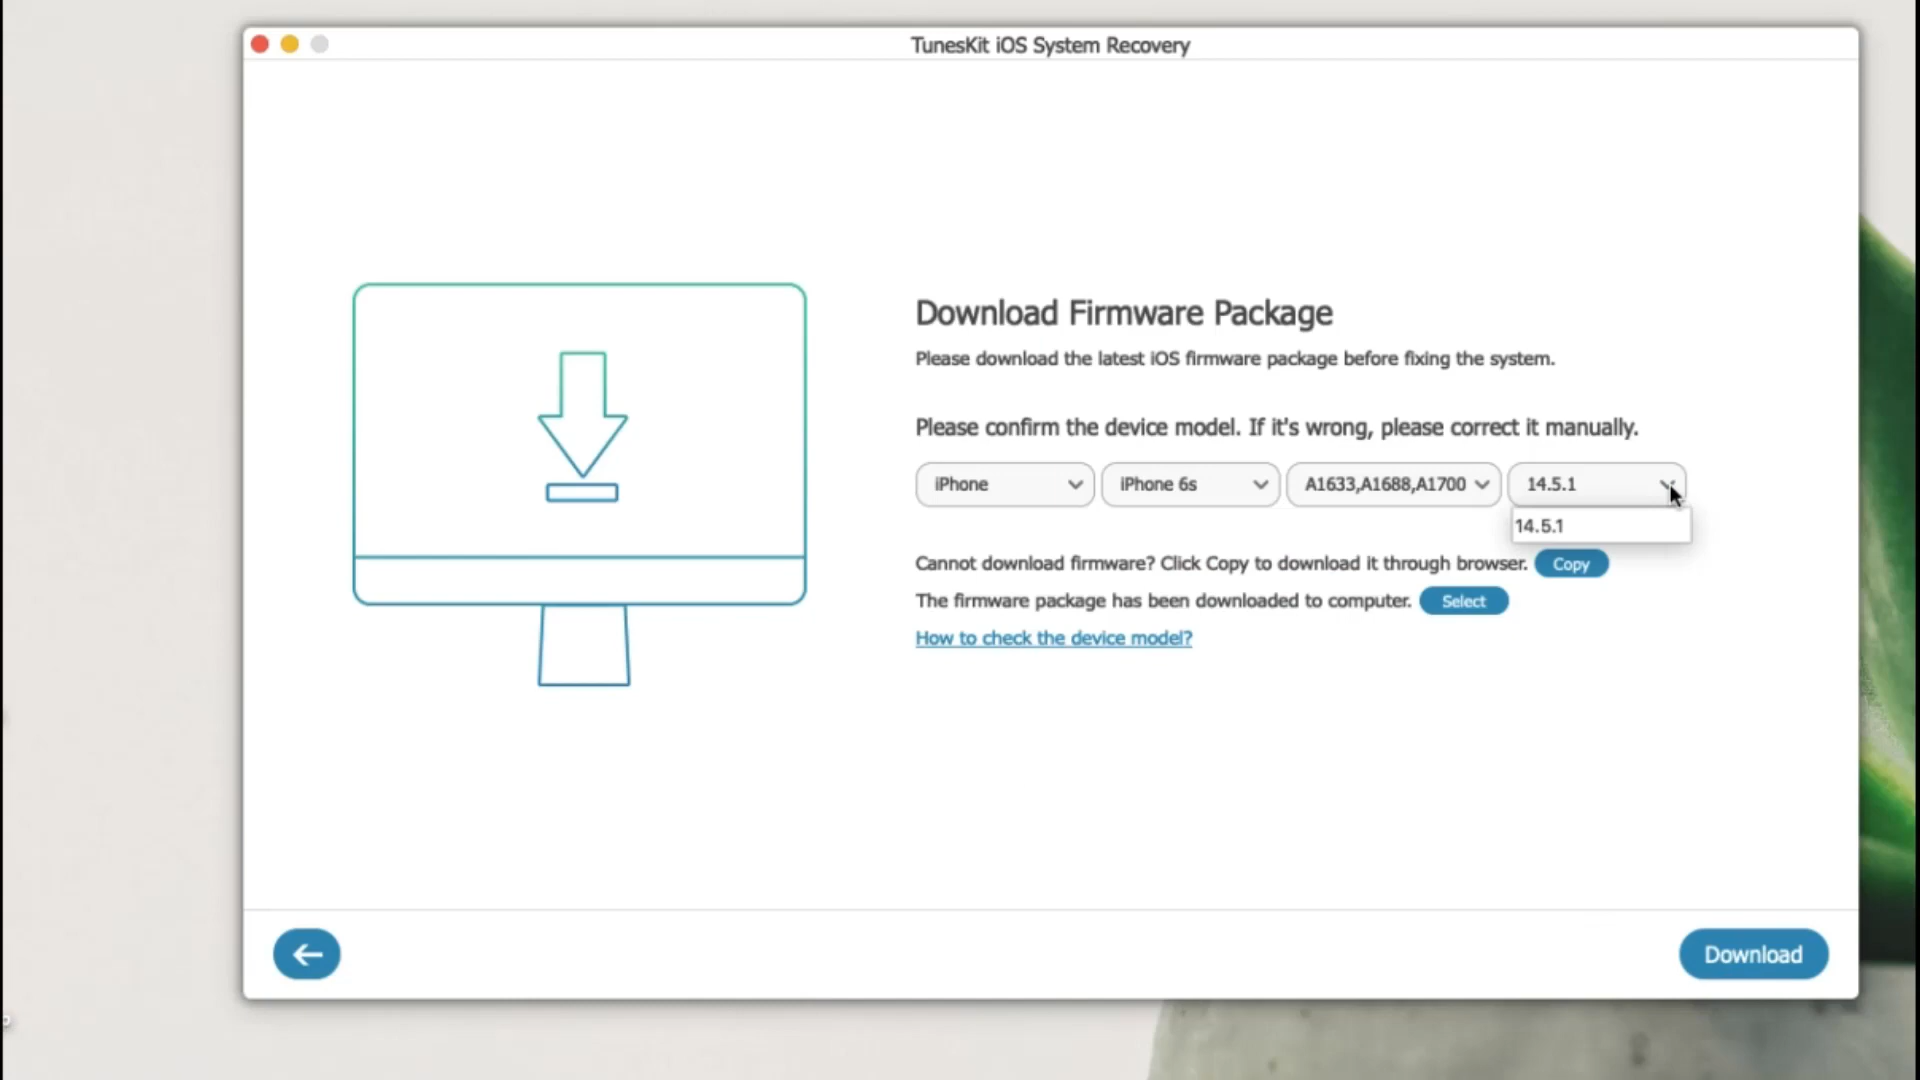 TunesKit iOS System Recovery
Download Firmware Package
Please download the latest iOS firmware package before fixing the system.
Please confirm the device model. If it's wrong, please correct it manually.
iPhone iPhone 6s A1633,A1688,A1700 14.5.1
14.5.1
Cannot download firmware? Click Copy to download it through browser. Copy
The firmware package has been downloaded to computer. Select
How to check the device model?
Download